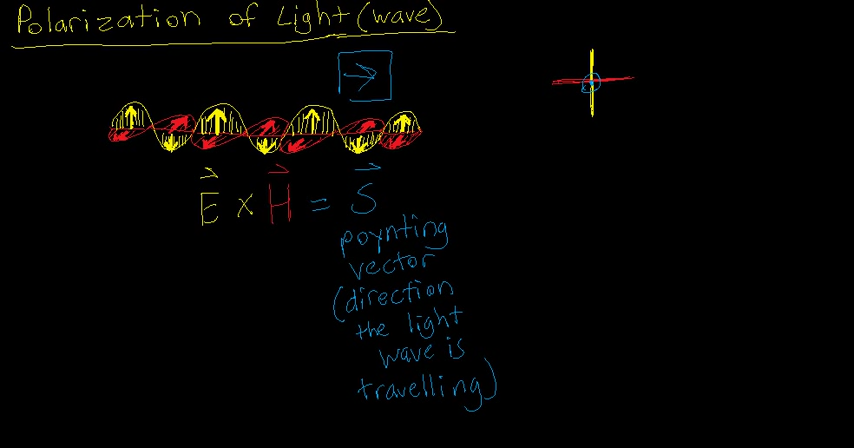 Polarization of Light (wave)
E x H = S
poynting
vector
(direction
the light
wave is
travelling)